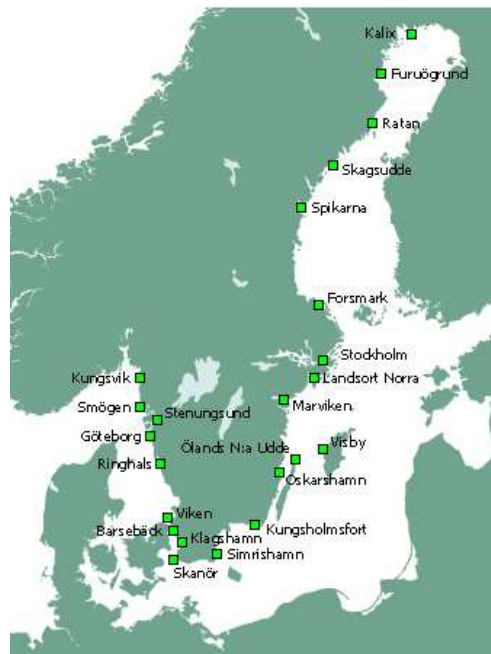 Kalix
Furuögrund
Ratan
Skagsudde
Spikarna
Forsmark
Stockholm
Kungsvik
Landsort Norra
Marviken
Smögen
Stenungsund
Göteborg
Ölands N:a Udde
Visby
Ringhals
Oskarshamn
Viken
Kungsholmsfort
Barsebäck
Klagshamn
Simrishamn
Skanör